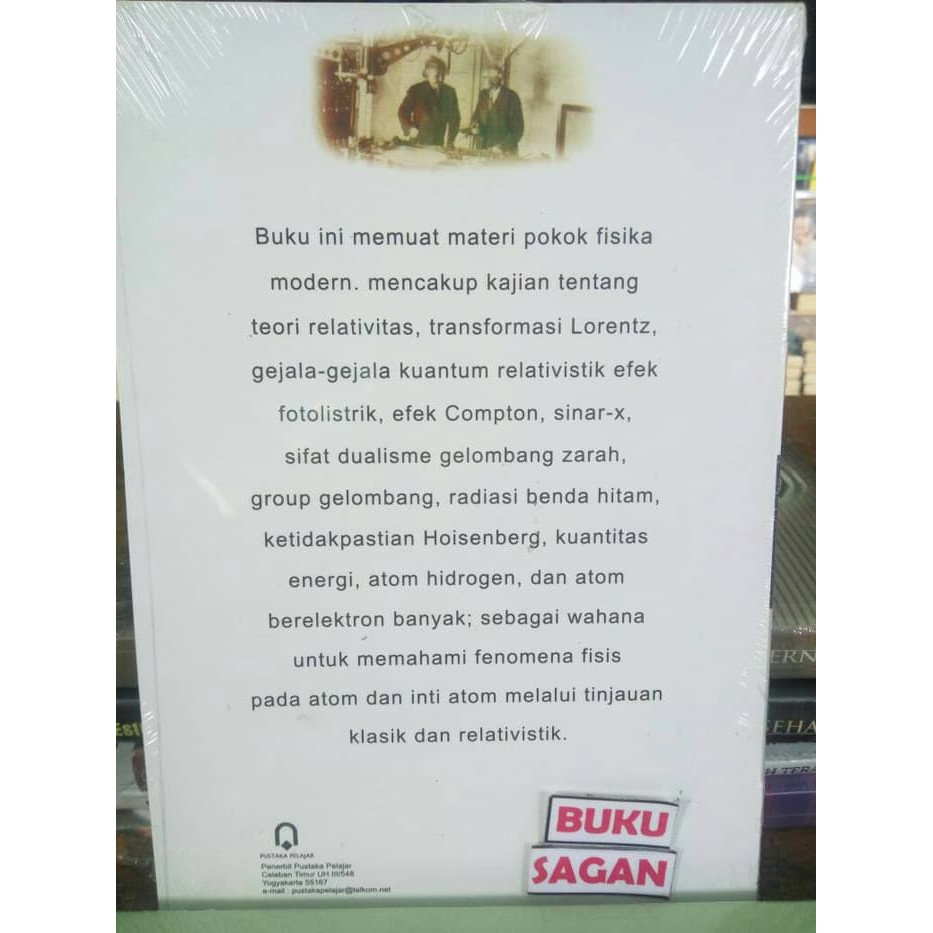 Buku ini memuat materi pokok fisika
modern. mencakup kajian tentang
teori relativitas, transformasi Lorentz,
gejala-gejala kuantum relativistik efek
fotolistrik, efek Compton, sinar-x,
sifat dualisme gelombang zarah,
group gelombang, radiasi benda hitam,
ketidakpastian Hoisenberg, kuantitas
energi, atom hidrogen, dan atom
berelektron banyak; sebagai wahana
untuk memahami fenomena fisis
pada atom dan inti atom melalui tinjauan
klasik dan relativistik.
PUSTAKA PELAJAR
Penerbit Pustaka Pelajar
Celeban Timur UH III/548
Yogyakarta 55167
e-mail : pustakapelajar@telkom.net
BUKU
SAGAN